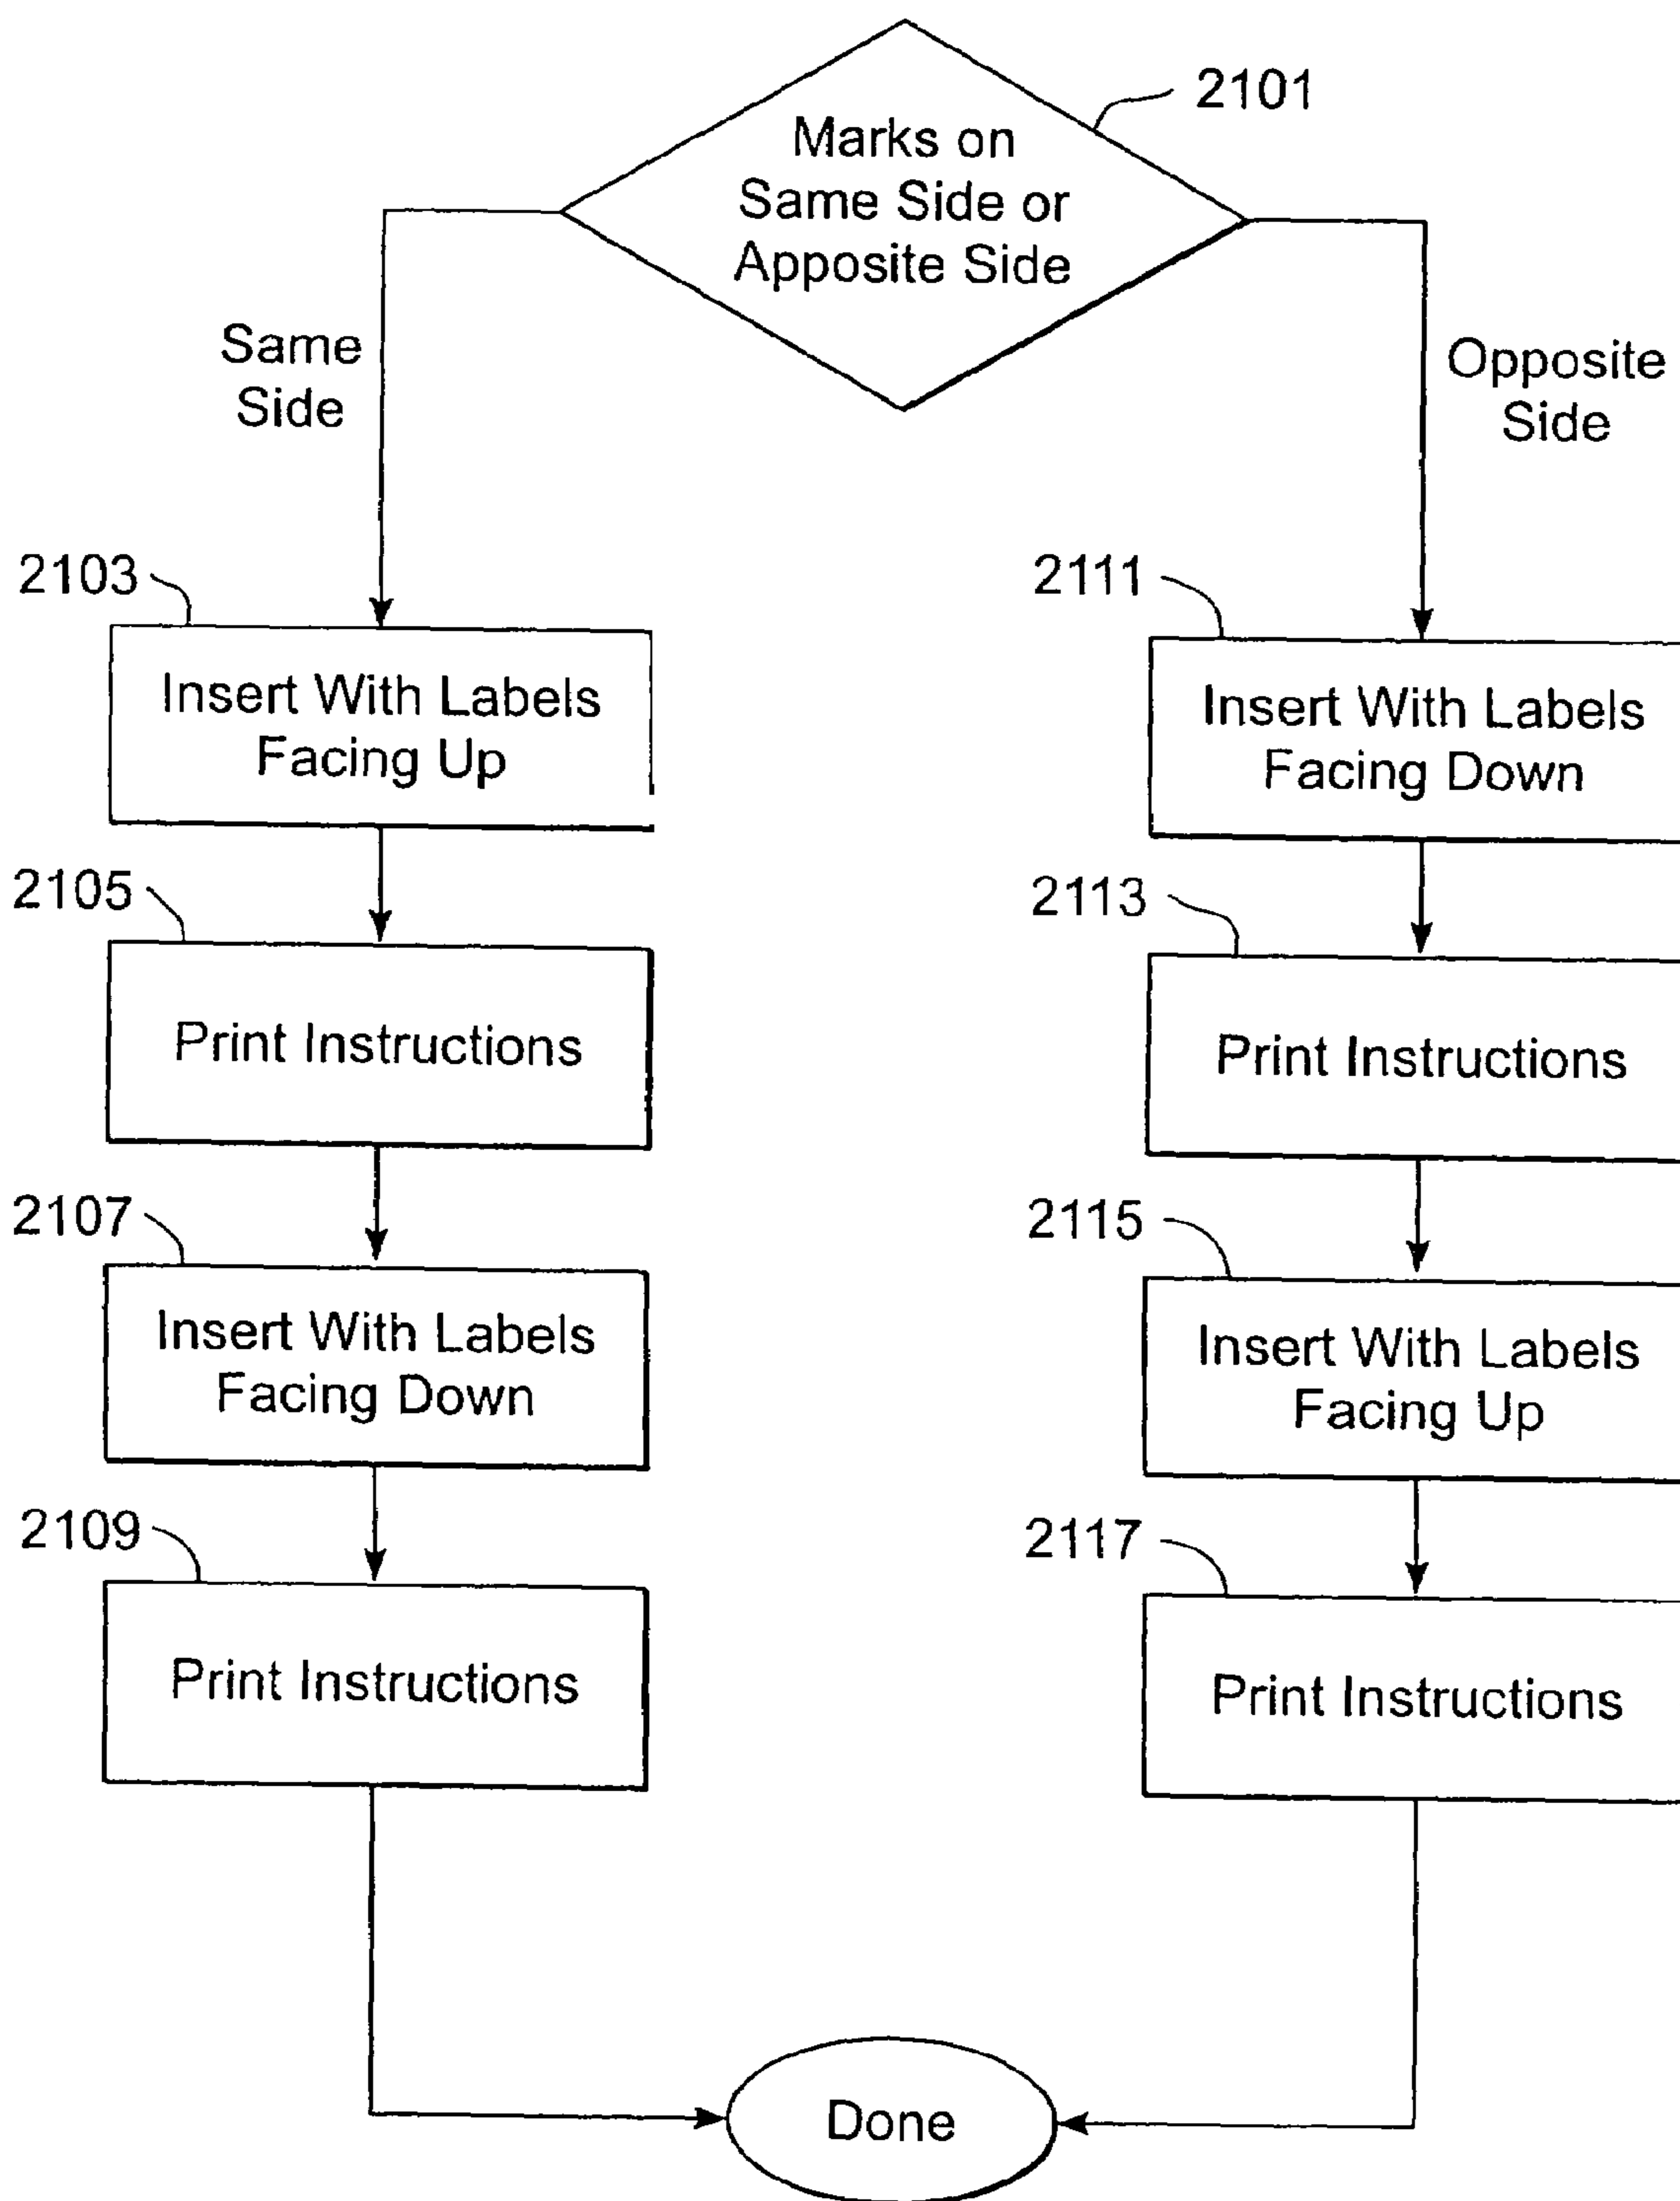 2101
Marks on
Same Side or
Apposite Side
Same
Side
Opposite
Side
2103
Insert With Labels
Facing Up
2105
Print Instructions
2107
Insert With Labels
Facing Down
2109
Print Instructions
2111
Insert With Labels
Facing Down
2113
Print Instructions
2115
Insert With Labels
Facing Up
2117
Print Instructions
Done